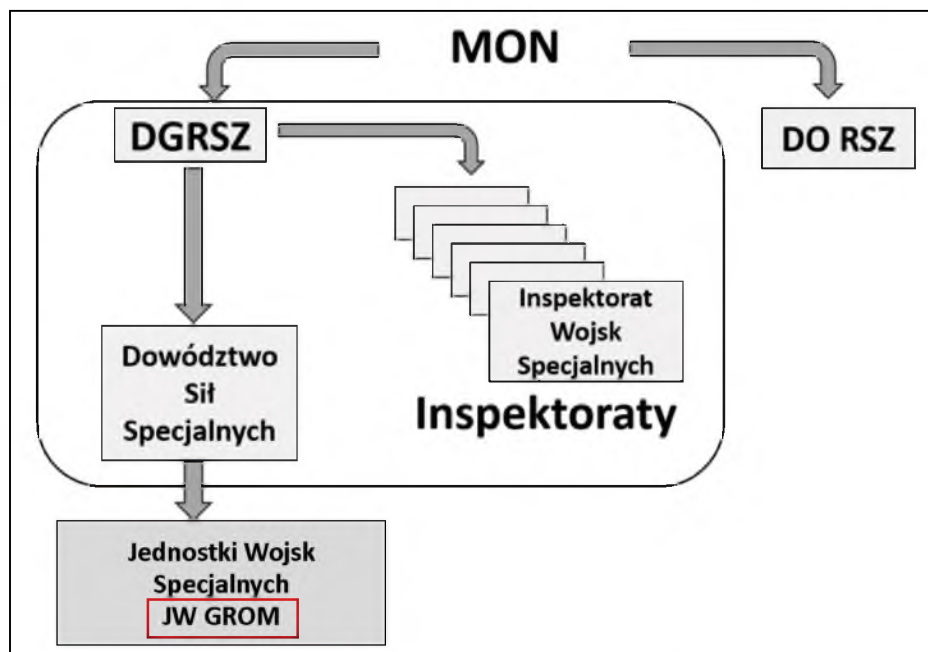 MON
DGRSZ
DO RSZ
Inspektorat
Wojsk
Specjalnych
Inspektoraty
Dowództwo
Sił
Specjalnych
Jednostki Wojsk
Specjalnych
JW GROM